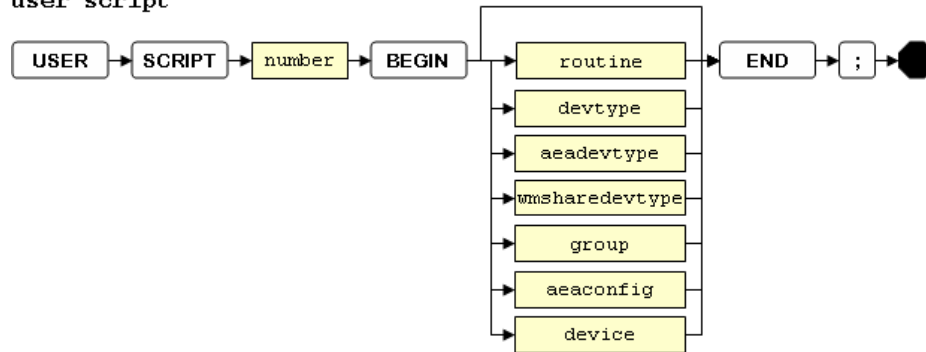 user script
USER SCRIPT number BEGIN routine END ;
devtype
aeadevtype
wmsharedevtype
group
aeaconfig
device